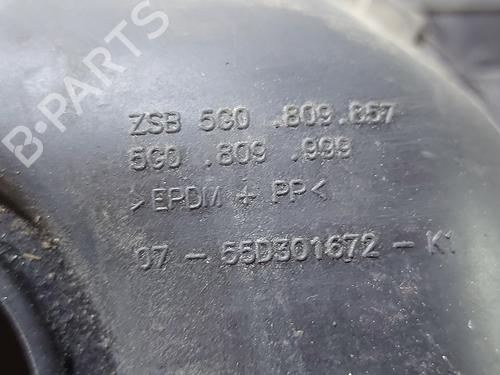 B-PARTS
ZSB 5G0 .809.857
5G0 .809 .999
>EPDM + PP<
07 - 55D301672 - K1